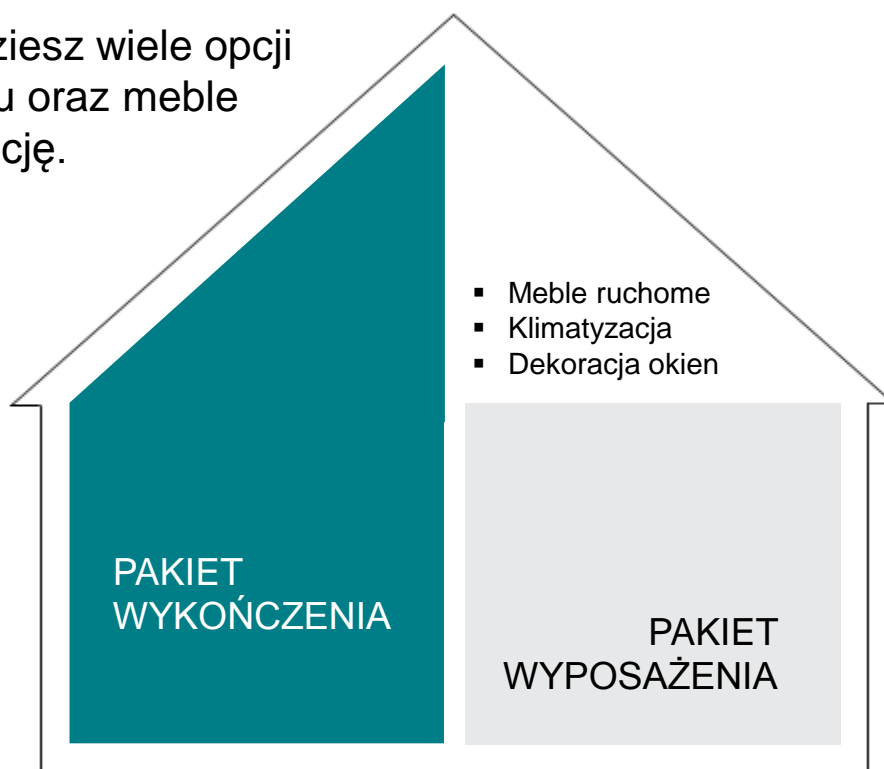 ziesz wiele opcji
u oraz meble
cję.
▪ Meble ruchome
▪ Klimatyzacja
▪ Dekoracja okien
PAKIET
WYKOŃCZENIA
PAKIET
WYPOSAŻENIA